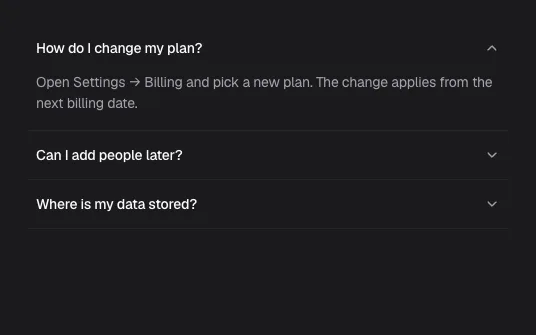 How do I change my plan?
Open Settings → Billing and pick a new plan. The change applies from the
next billing date.
Can I add people later?
Where is my data stored?